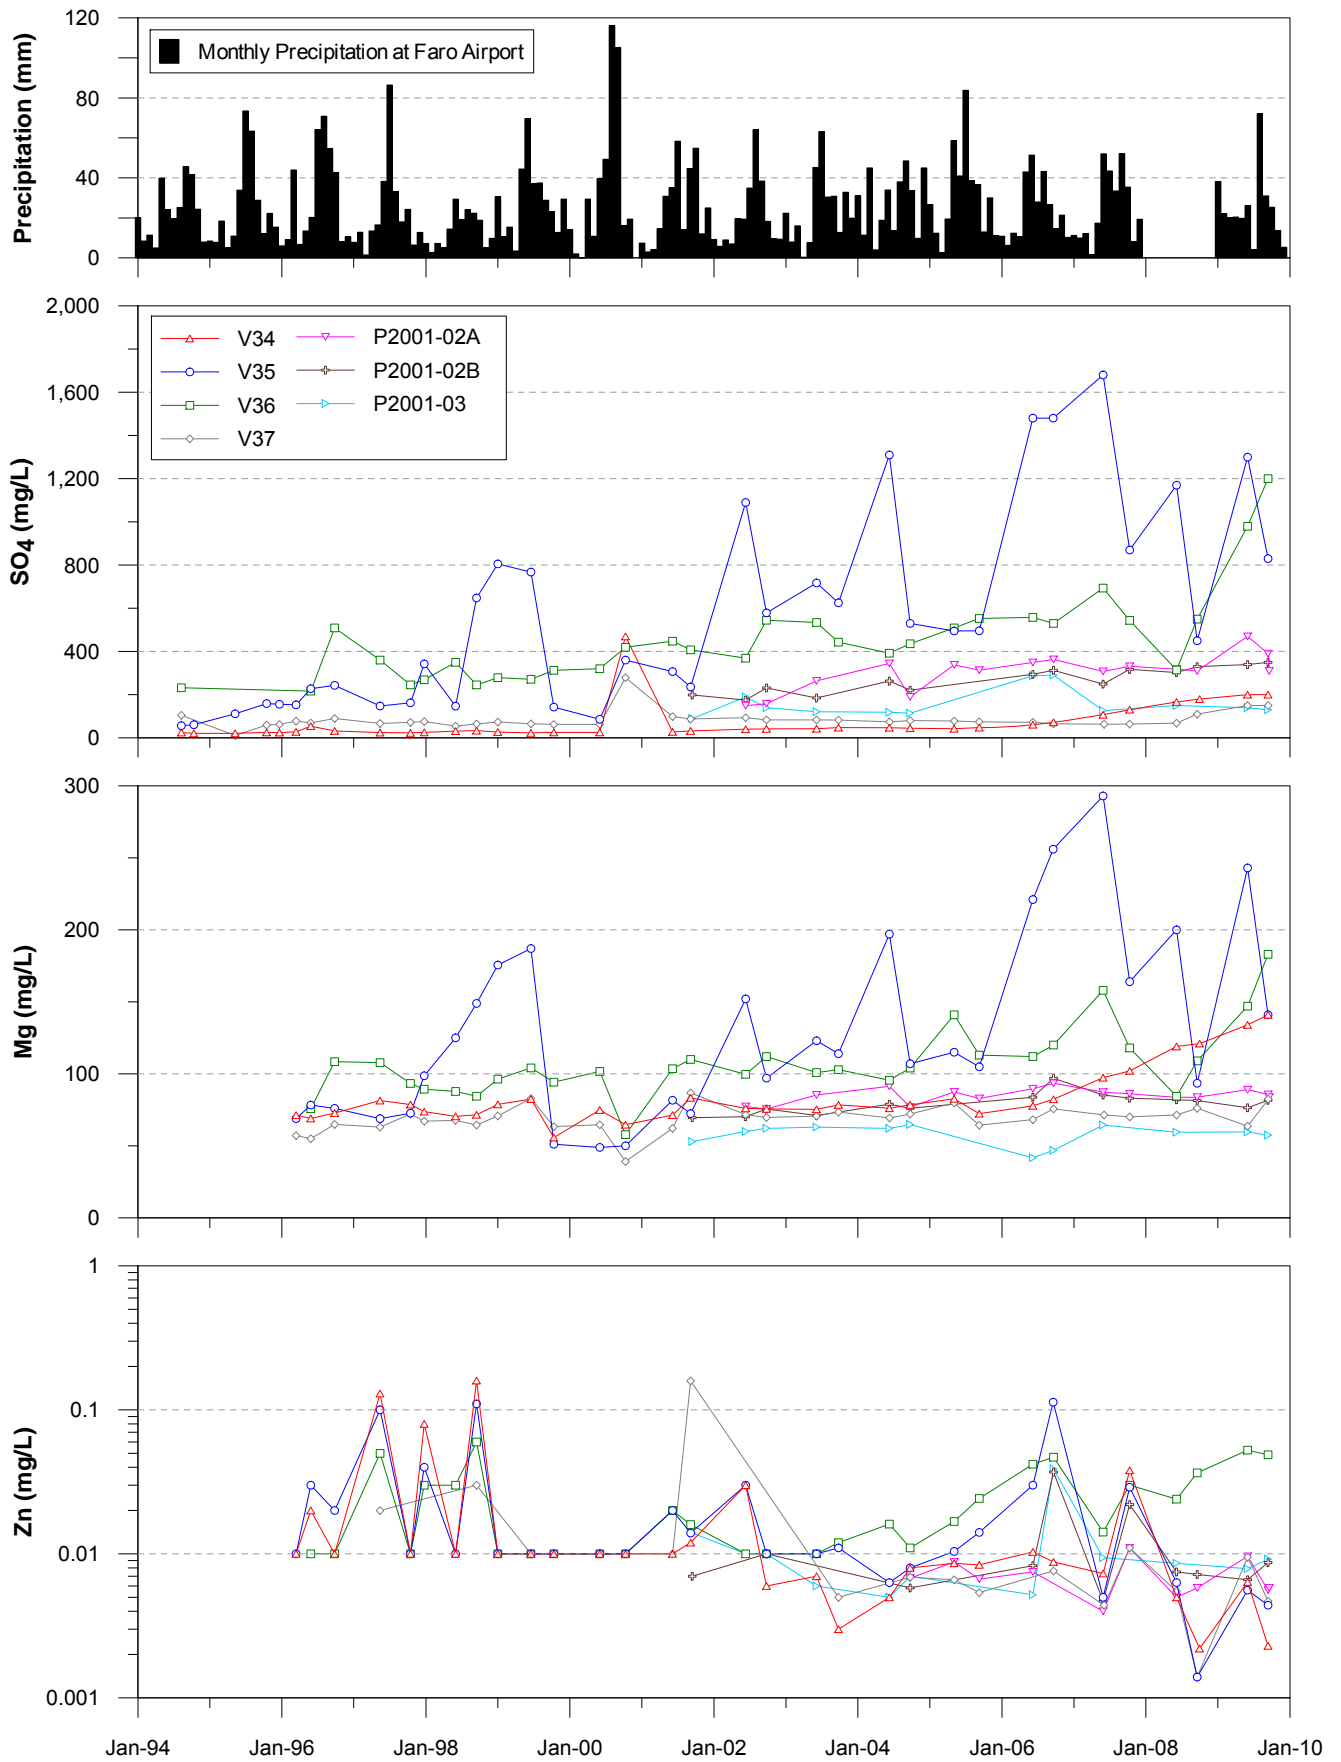 120
80
40
0
Precipitation (mm)
Monthly Precipitation at Faro Airport
2,000
1,600
1,200
800
400
0
SO4 (mg/L)
V34
V35
V36
V37
P2001-02A
P2001-02B
P2001-03
300
200
100
0
Mg (mg/L)
1
0.1
0.01
0.001
Zn (mg/L)
Jan-94 Jan-96 Jan-98 Jan-00 Jan-02 Jan-04 Jan-06 Jan-08 Jan-10